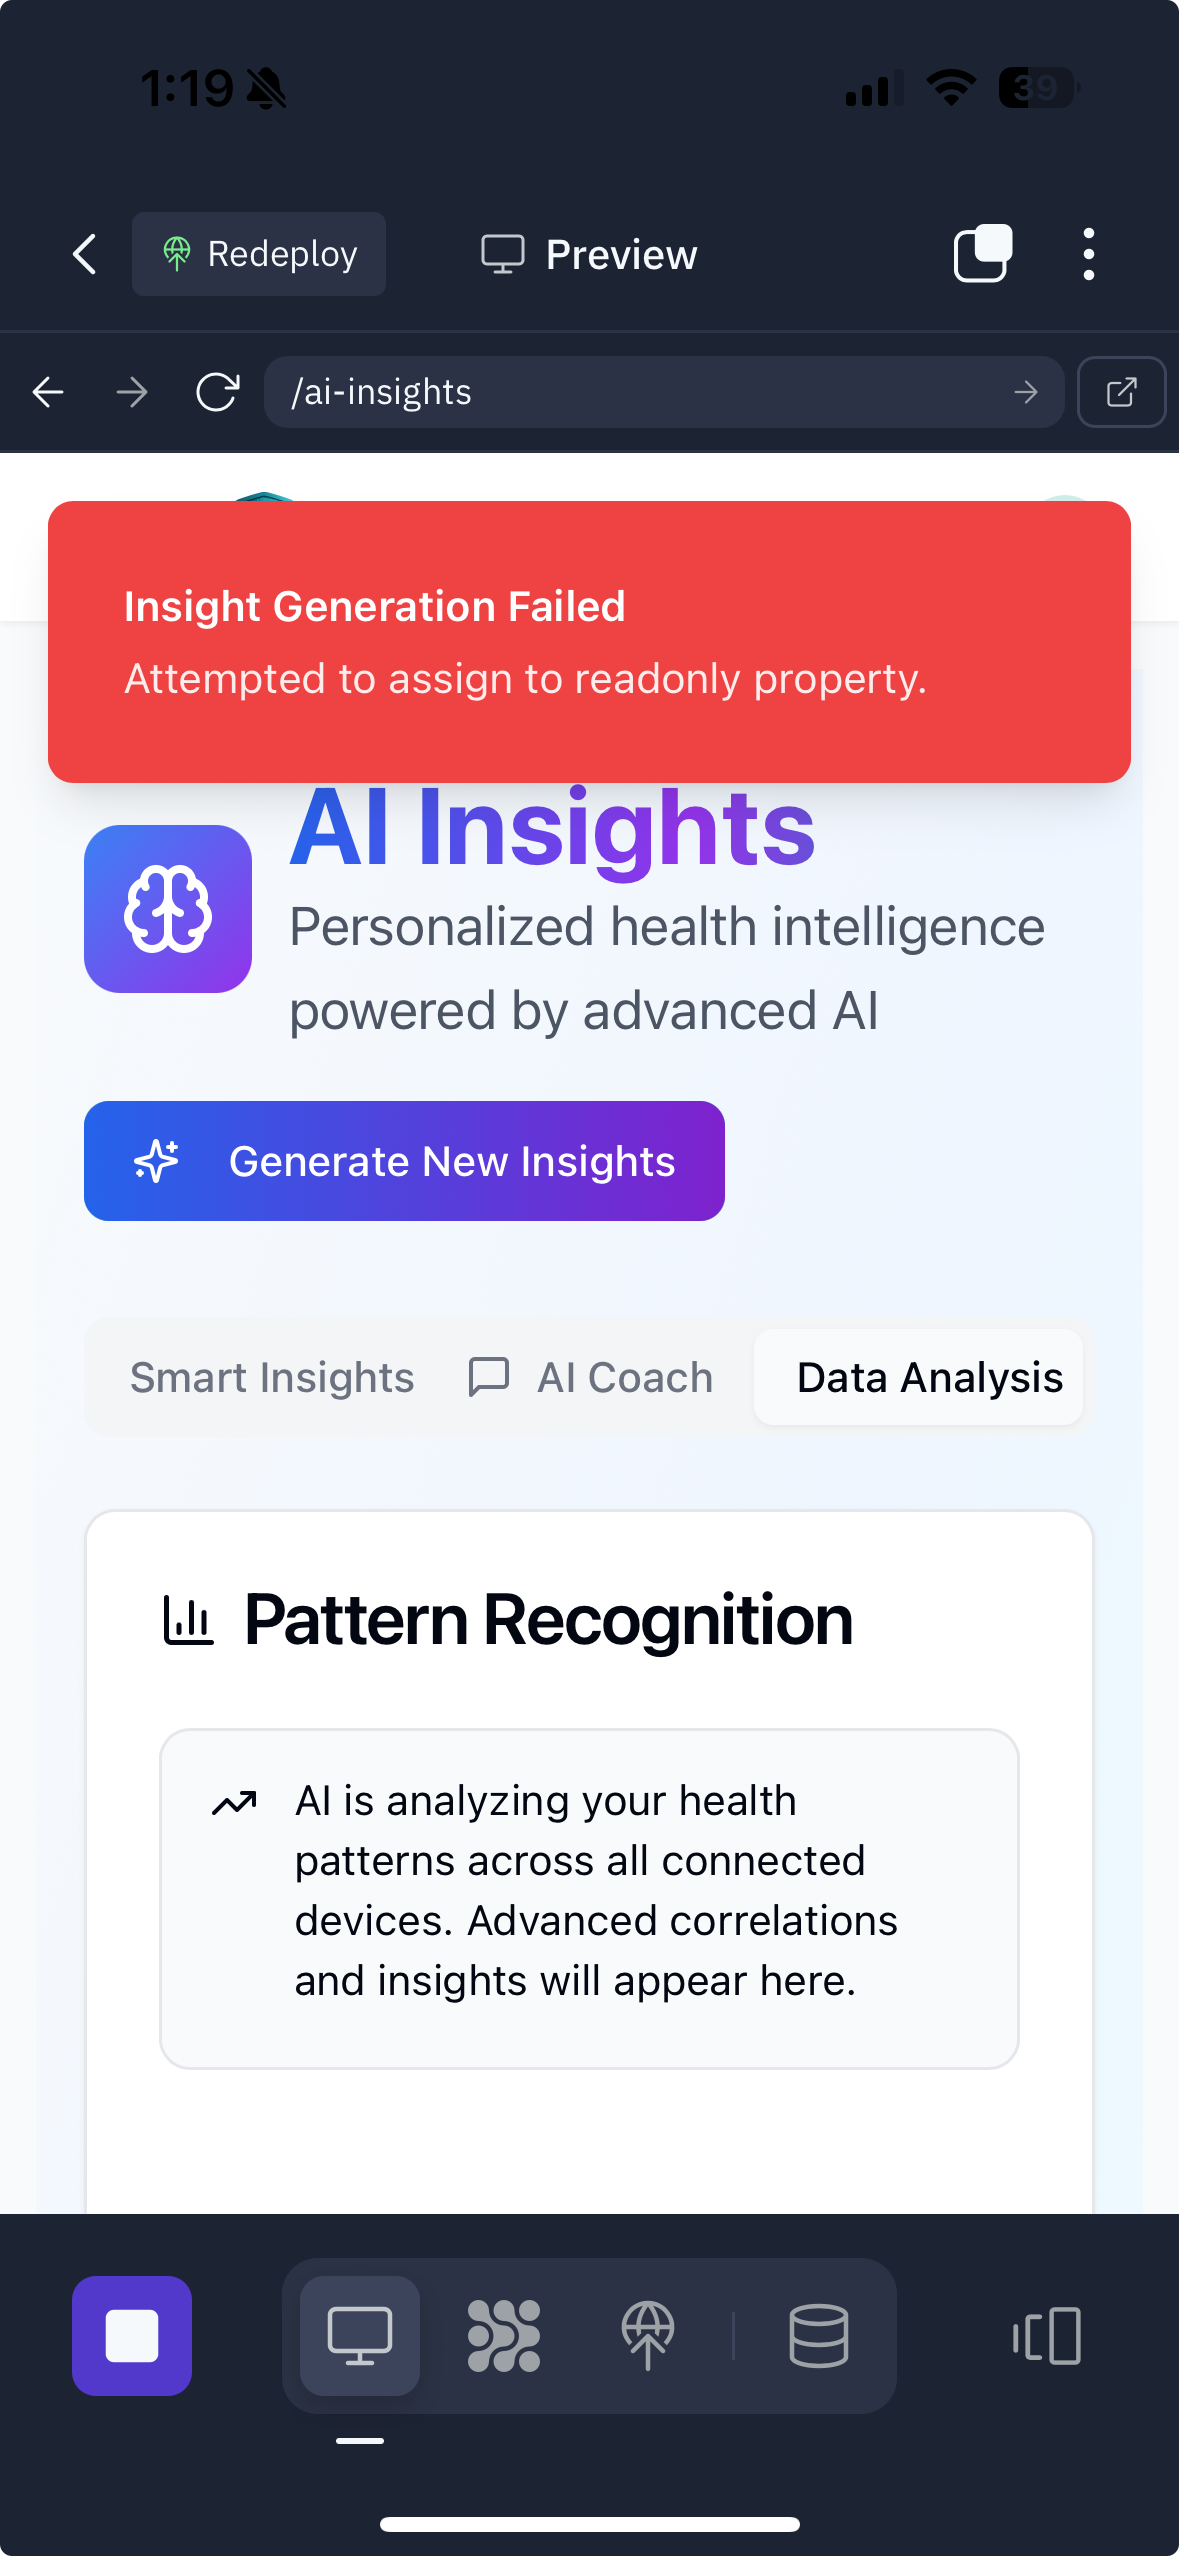 1:19
39
Redeploy
Preview
/ai-insights
Insight Generation Failed
Attempted to assign to readonly property.
AI Insights
Personalized health intelligence
powered by advanced AI
Generate New Insights
Smart Insights
AI Coach
Data Analysis
Pattern Recognition
AI is analyzing your health
patterns across all connected
devices. Advanced correlations
and insights will appear here.